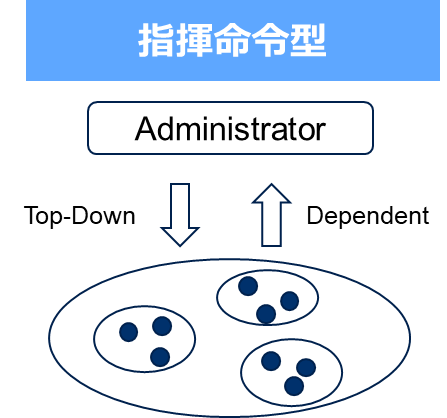 指揮命令型
Administrator
Top-Down
Dependent